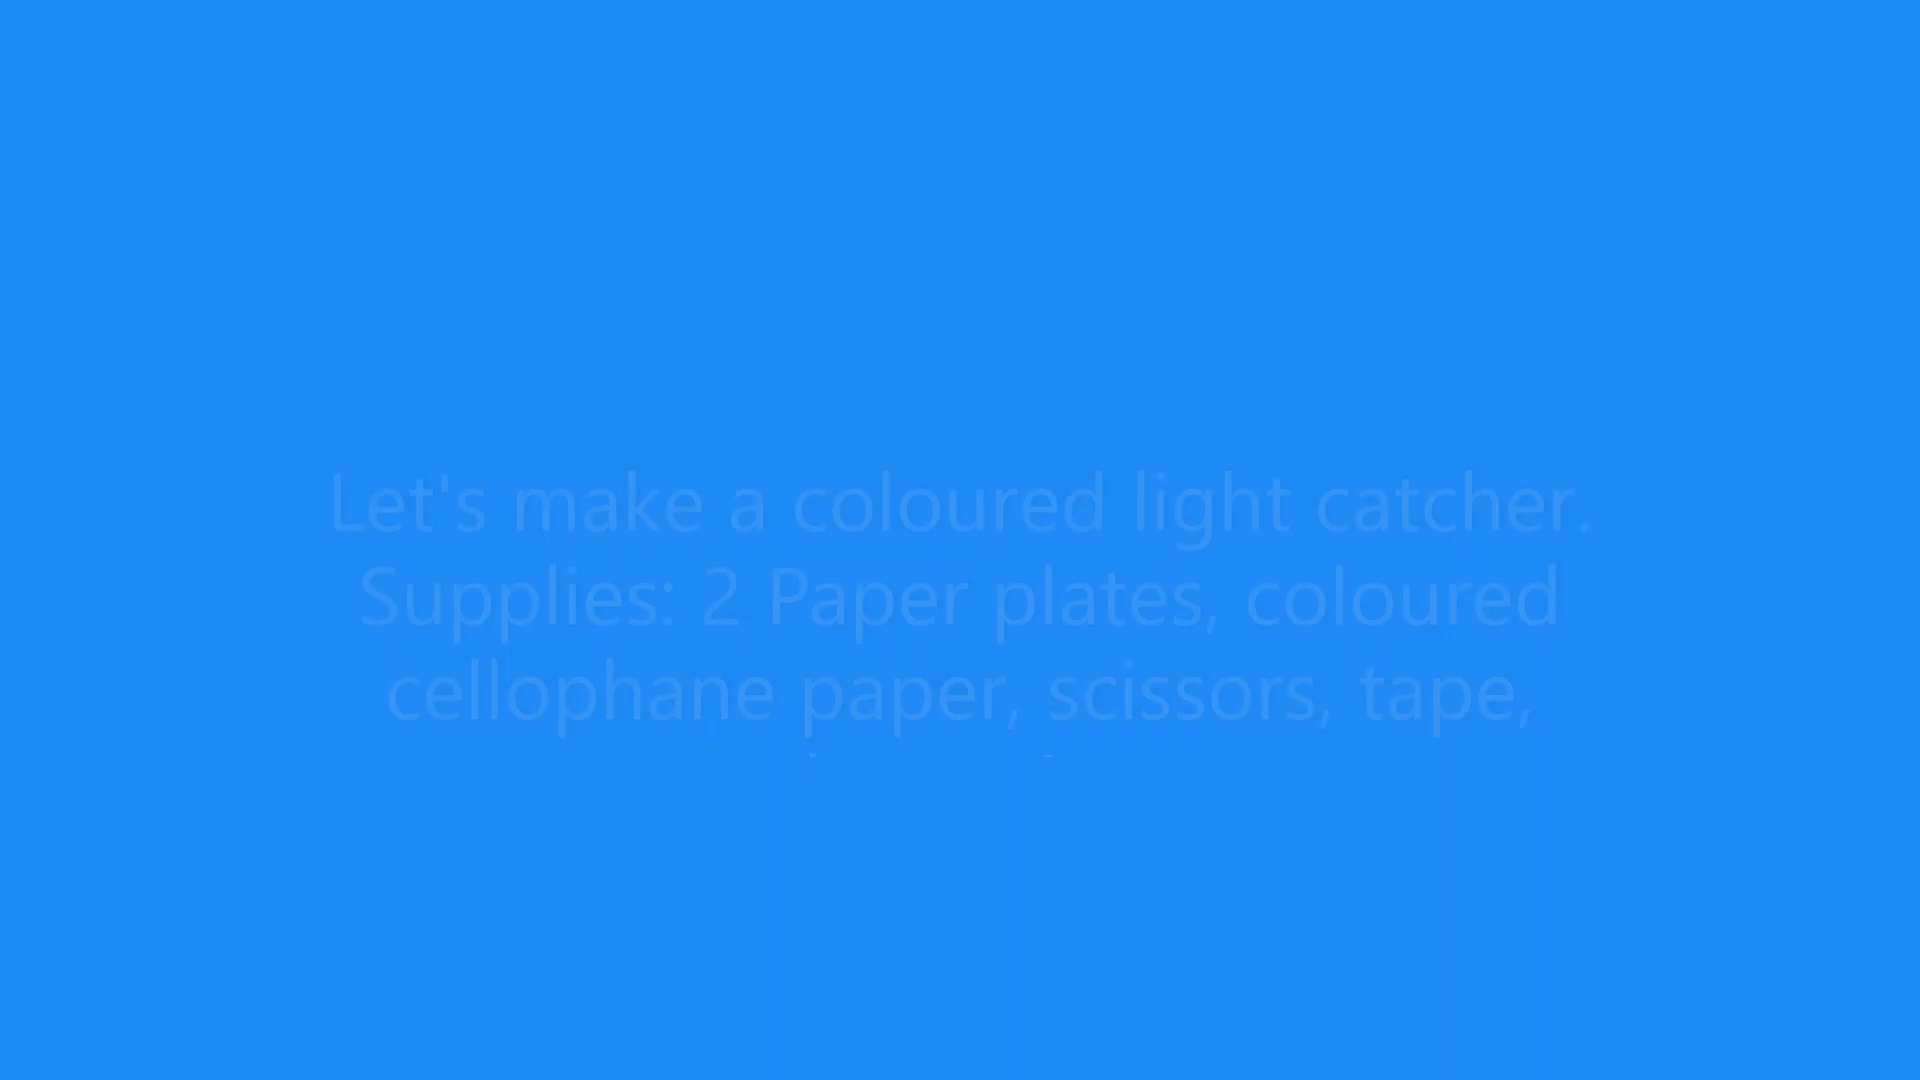 Let's make a coloured light catcher.
Supplies: 2 Paper plates, coloured
cellophane paper, scissors, tape,